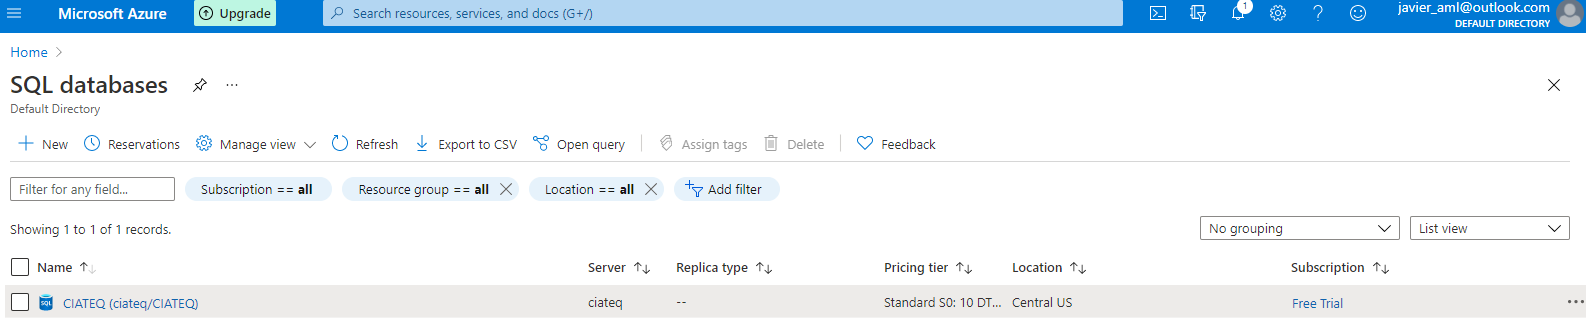 Microsoft Azure
Upgrade
Search resources, services, and docs (G+/)
1
javier_aml@outlook.com
DEFAULT DIRECTORY
Home
SQL databases
...
Default Directory
New
Reservations
Manage view
Refresh
Export to CSV
Open query
Assign tags
Delete
Feedback
Filter for any field...
Subscription == all
Resource group == all
Location == all
Add filter
Showing 1 to 1 of 1 records.
No grouping
List view
Name
Server
Replica type
Pricing tier
Location
Subscription
SQL
CIATEQ (ciateq/CIATEQ)
ciateq
--
Standard S0: 10 DT...
Central US
Free Trial
...